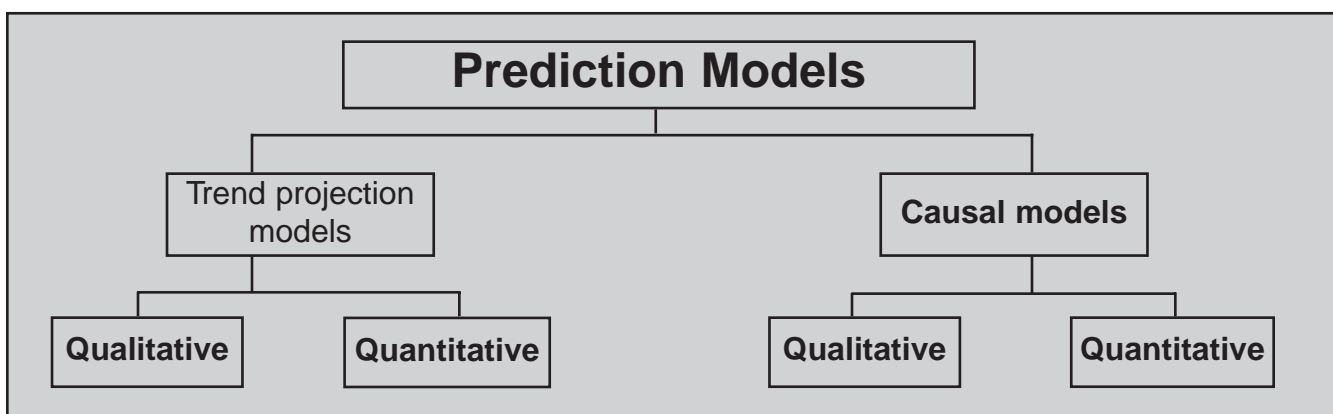 Prediction Models
Trend projection
models
Causal models
Qualitative
Quantitative
Qualitative
Quantitative